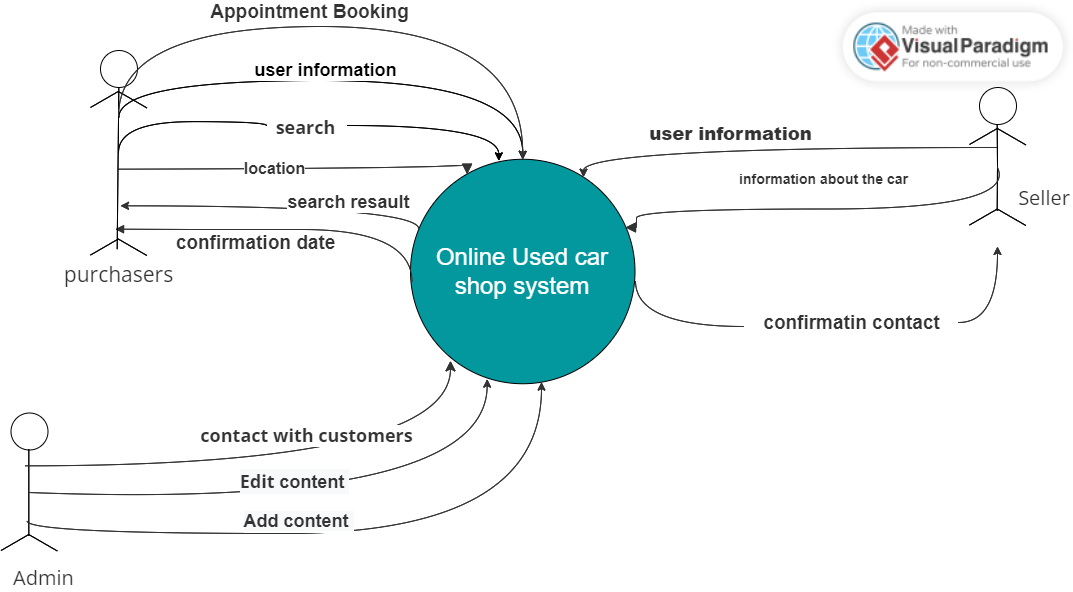 Appointment Booking
Made with
Visual Paradigm
For non-commercial use
user information
search
user information
location
information about the car
Seller
search resault
confirmation date
Online Used car
shop system
purchasers
confirmatin contact
contact with customers
Edit content
Add content
Admin